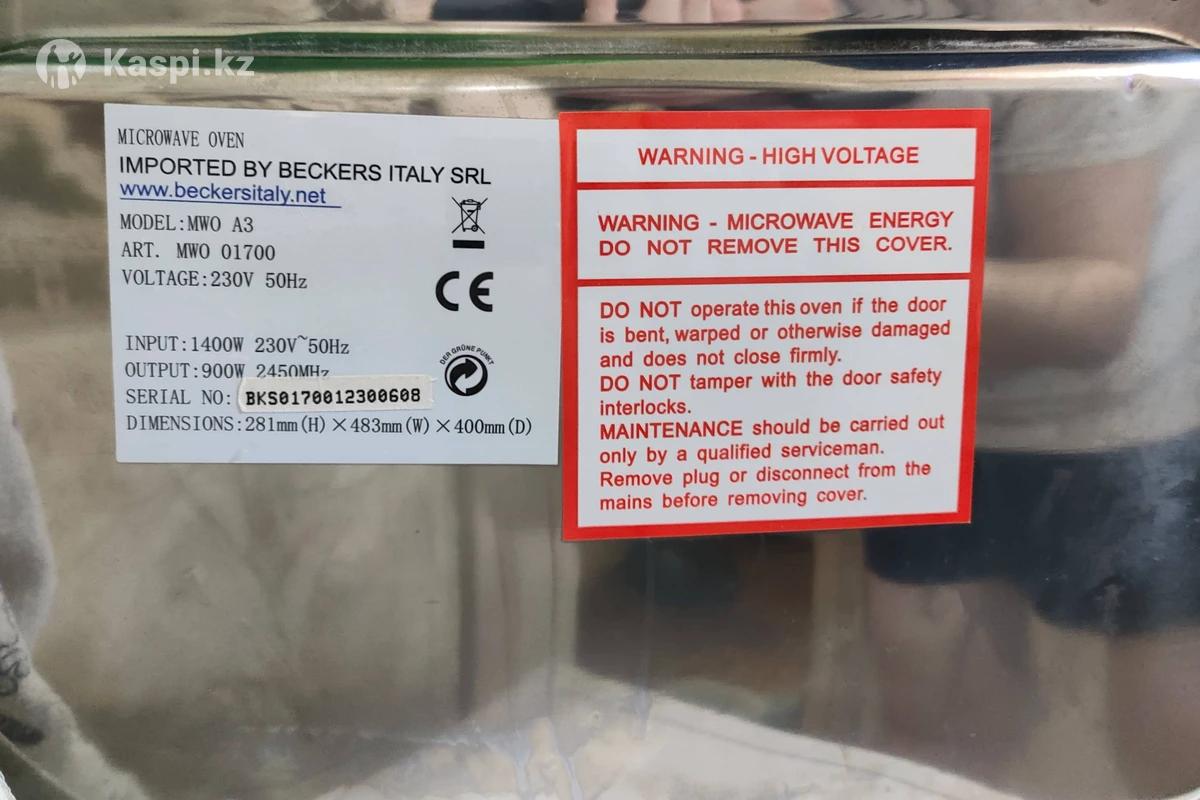 Kaspi.kz
MICROWAVE OVEN
IMPORTED BY BECKERS ITALY SRL
www.beckersitaly.net
MODEL:MWO A3
ART. MWO 01700
VOLTAGE:230V 50Hz
CE
INPUT:1400W 230V~50Hz
OUTPUT:900W 2450MHz
DER GRÜNE PUNKT
SERIAL NO: BKS0170012300608
DIMENSIONS:281mm(H)×483mm(W)×400mm(D)
WARNING - HIGH VOLTAGE
WARNING - MICROWAVE ENERGY
DO NOT REMOVE THIS COVER.
DO NOT operate this oven if the door
is bent, warped or otherwise damaged
and does not close firmly.
DO NOT tamper with the door safety
interlocks.
MAINTENANCE should be carried out
only by a qualified serviceman.
Remove plug or disconnect from the
mains before removing cover.